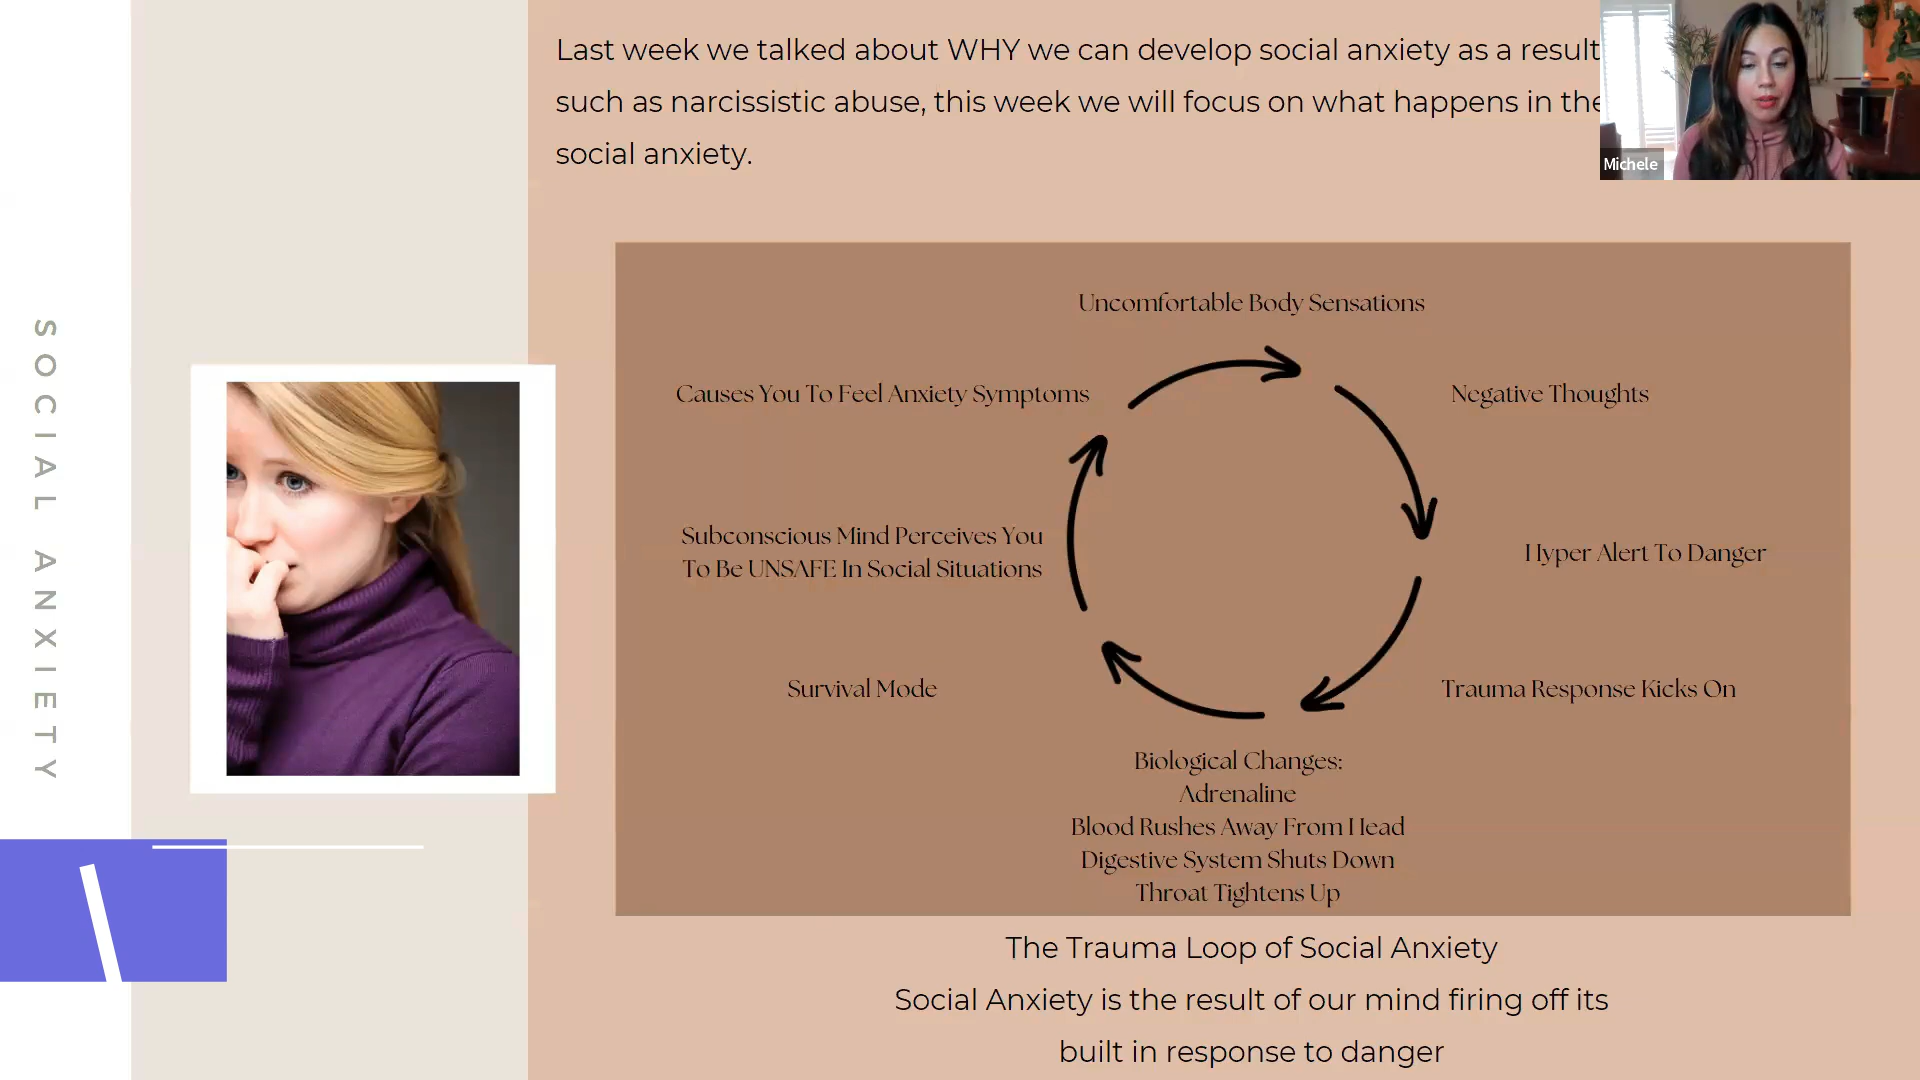 Last week we talked about WHY we can develop social anxiety as a result
such as narcissistic abuse, this week we will focus on what happens in the
social anxiety.
Michele
SOCIAL ANXIETY
Uncomfortable Body Sensations
Causes You To Feel Anxiety Symptoms
Negative Thoughts
Subconscious Mind Perceives You
To Be UNSAFE In Social Situations
Hyper Alert To Danger
Survival Mode
Trauma Response Kicks On
Biological Changes:
Adrenaline
Blood Rushes Away From Head
Digestive System Shuts Down
Throat Tightens Up
The Trauma Loop of Social Anxiety
Social Anxiety is the result of our mind firing off its
built in response to danger